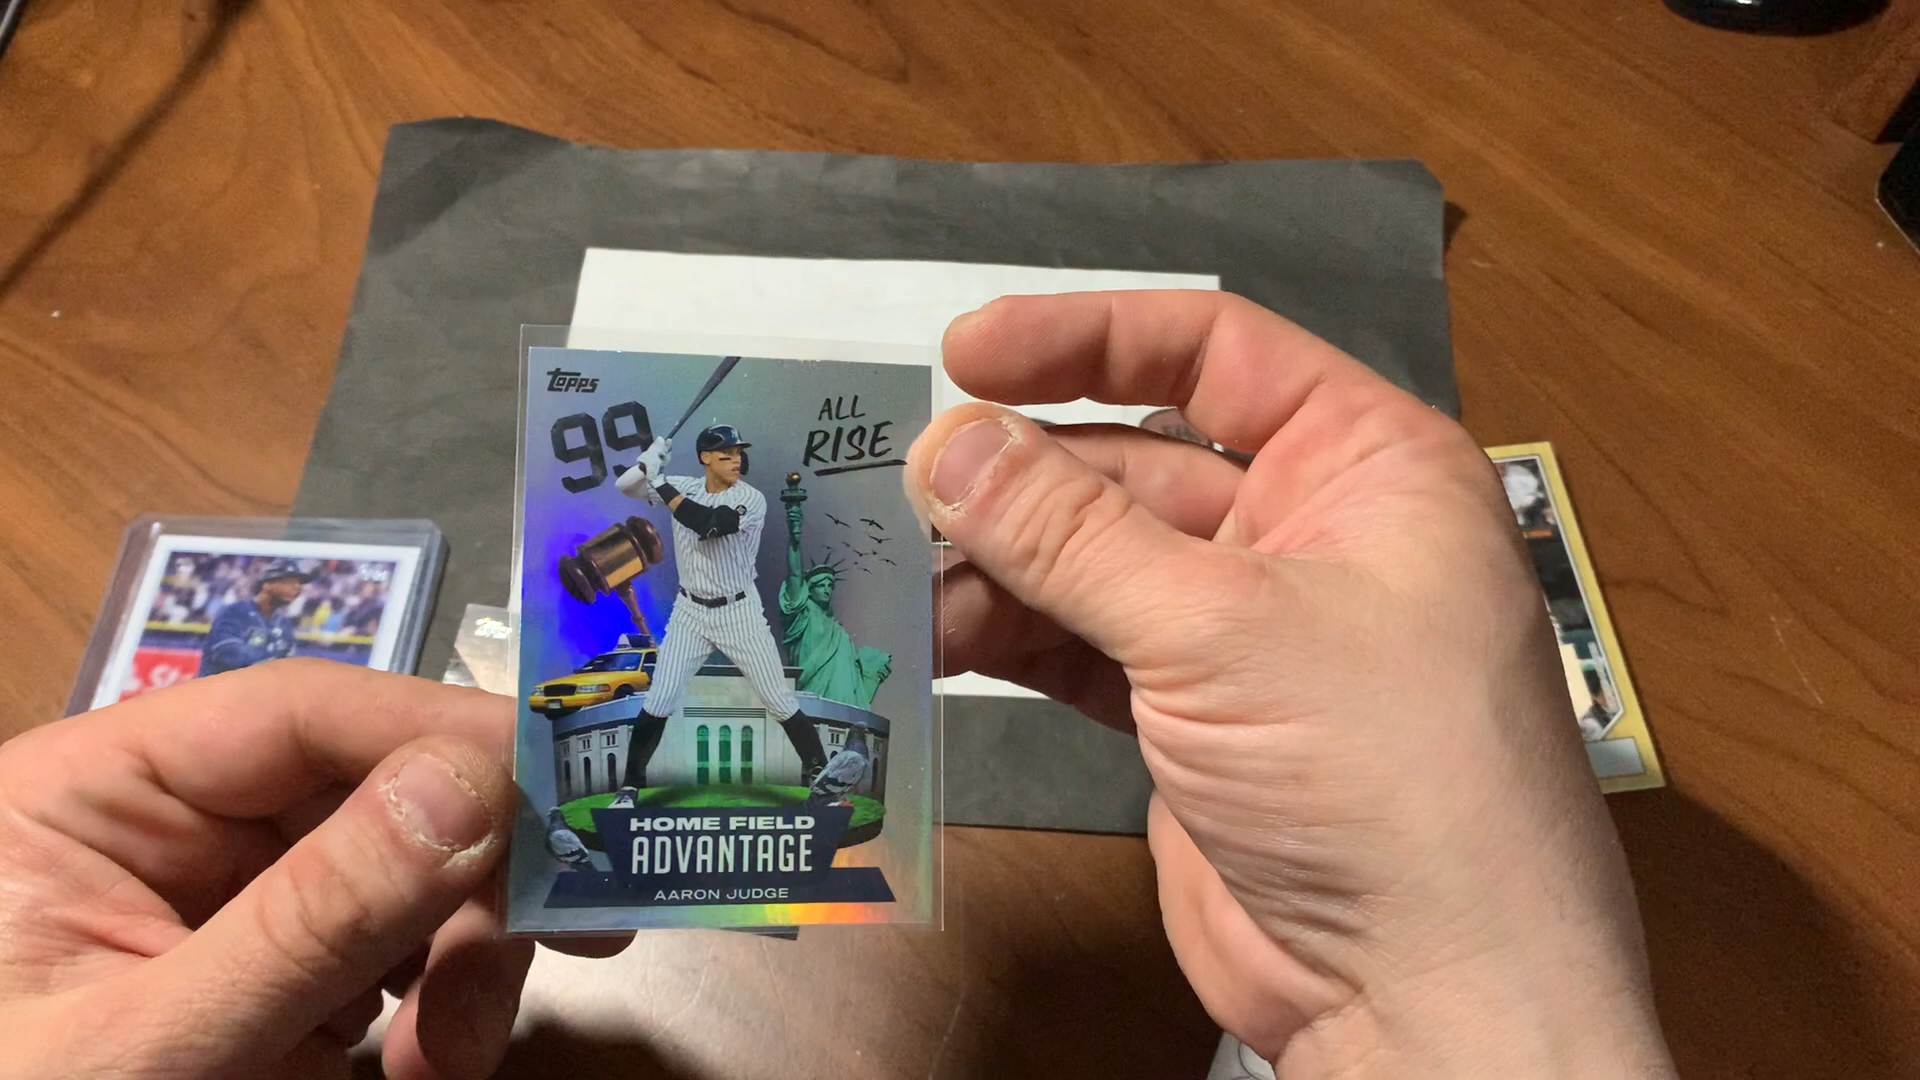 Topps
99
ALL
RISE
HOME FIELD
ADVANTAGE
AARON JUDGE